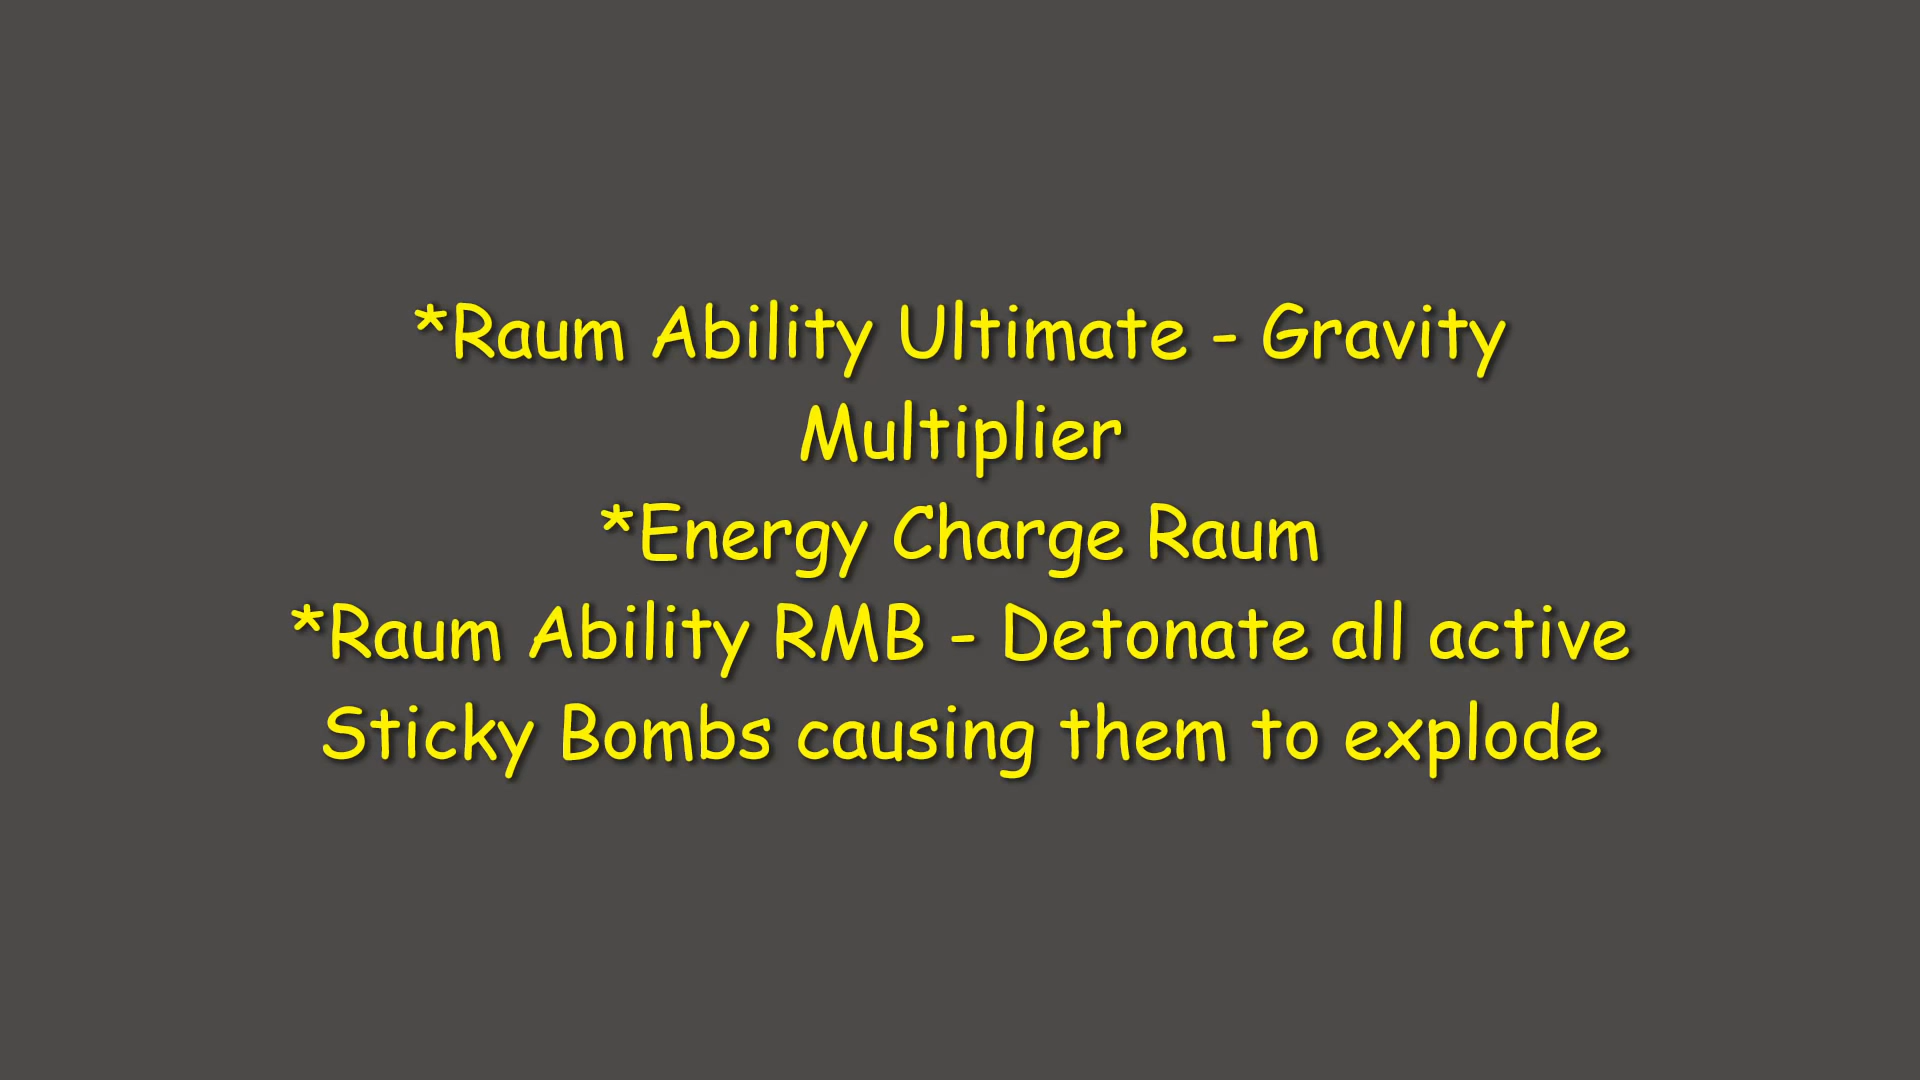 *Raum Ability Ultimate - Gravity
Multiplier
*Energy Charge Raum
*Raum Ability RMB - Detonate all active
Sticky Bombs causing them to explode